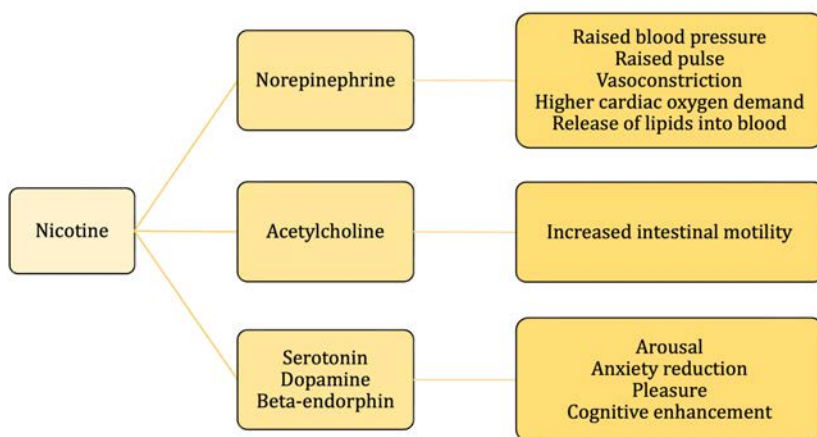 Nicotine
Norepinephrine
Raised blood pressure
Raised pulse
Vasoconstriction
Higher cardiac oxygen demand
Release of lipids into blood
Acetylcholine
Increased intestinal motility
Serotonin
Dopamine
Beta-endorphin
Arousal
Anxiety reduction
Pleasure
Cognitive enhancement